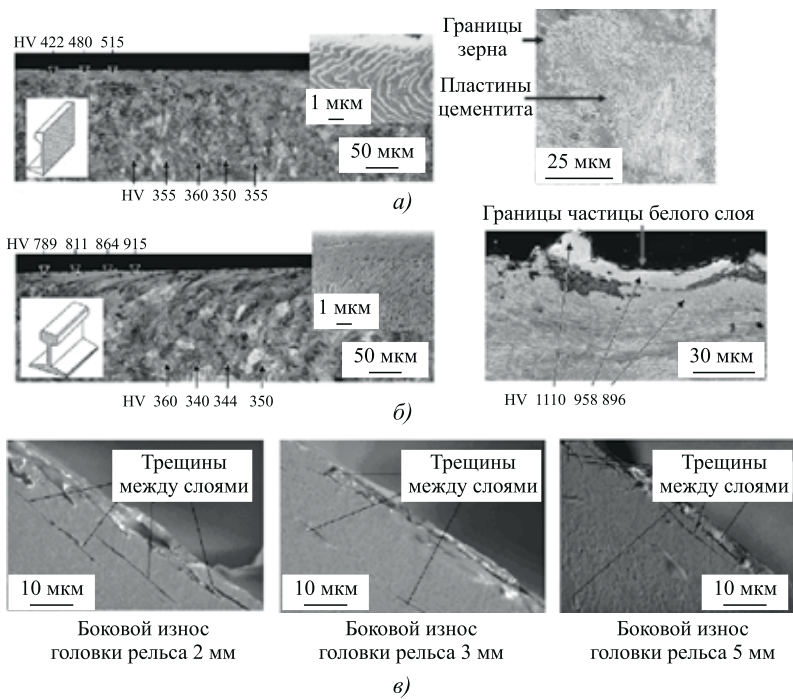 HV 422 480 515
1 мкм
50 мкм
HV 355 360 350 355
Границы
зерна
Пластины
цементита
25 мкм
а)
HV 789 811 864 915
1 мкм
50 мкм
HV 360 340 344 350
Границы частицы белого слоя
30 мкм
HV 1110 958 896
б)
Трещины
между слоями
10 мкм
Боковой износ
головки рельса 2 мм
Трещины
между слоями
10 мкм
Боковой износ
головки рельса 3 мм
Трещины
между слоями
10 мкм
Боковой износ
головки рельса 5 мм
в)